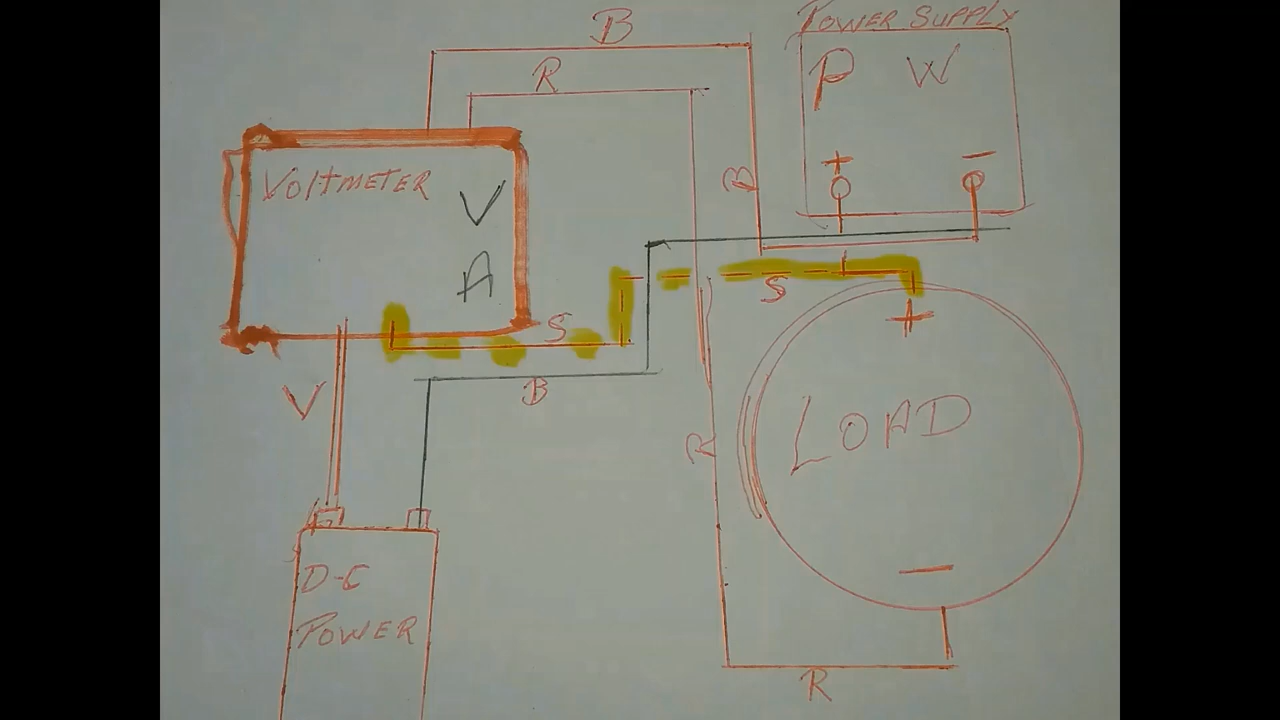 POWER SUPPLY
B
R
P W
VOLTMETER V
B
+ -
A
S
S
+
V
B
LOAD
R
D-C
POWER
-
R